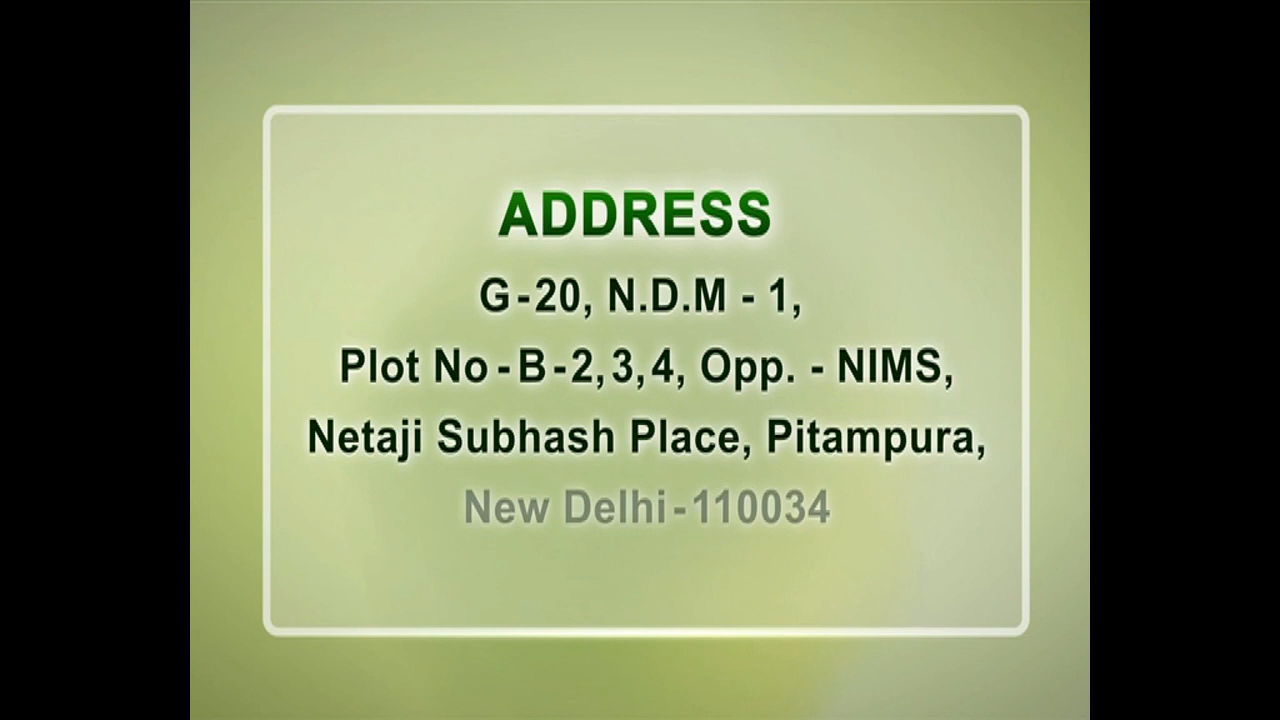 ADDRESS
G-20, N.D.M - 1,
Plot No-B-2,3,4, Opp. - NIMS,
Netaji Subhash Place, Pitampura,
New Delhi-110034